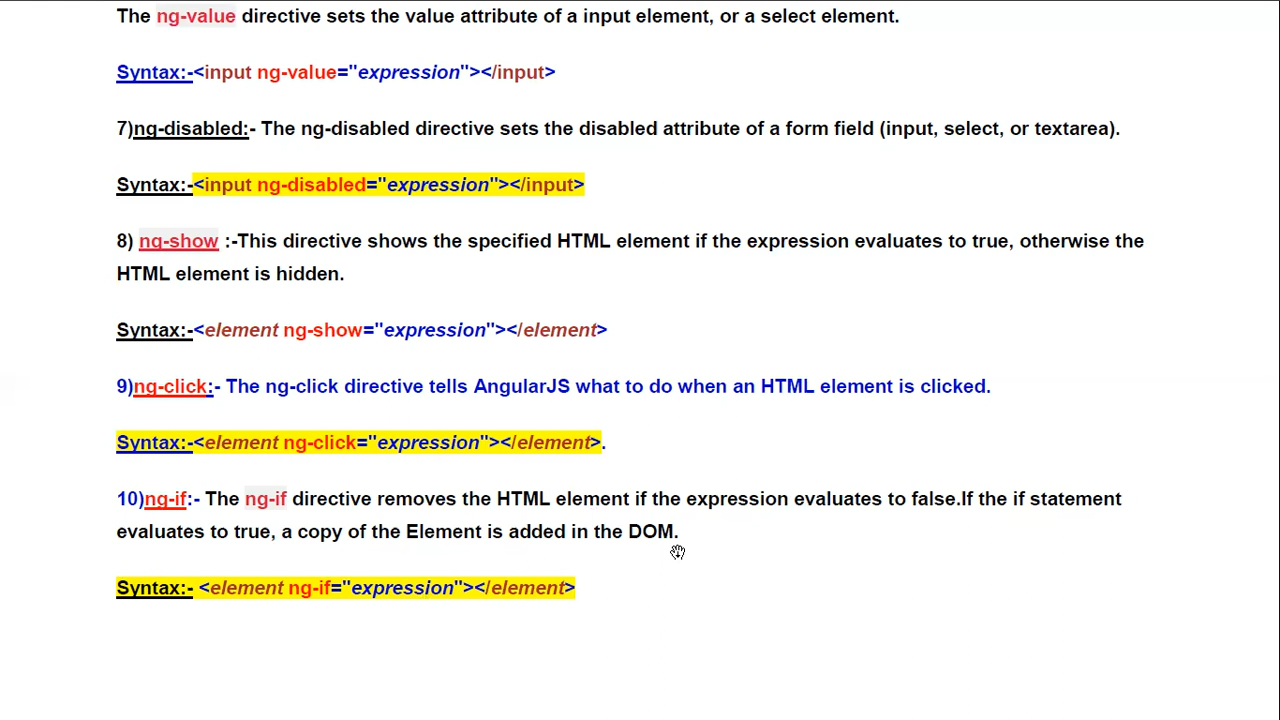 The ng-value directive sets the value attribute of a input element, or a select element.
Syntax:-<input ng-value="expression"></input>
7)ng-disabled:- The ng-disabled directive sets the disabled attribute of a form field (input, select, or textarea).
Syntax:-<input ng-disabled="expression"></input>
8) ng-show :-This directive shows the specified HTML element if the expression evaluates to true, otherwise the
HTML element is hidden.
Syntax:-<element ng-show="expression"></element>
9)ng-click:- The ng-click directive tells AngularJS what to do when an HTML element is clicked.
Syntax:-<element ng-click="expression"></element>.
10)ng-if:- The ng-if directive removes the HTML element if the expression evaluates to false.If the if statement
evaluates to true, a copy of the Element is added in the DOM.
Syntax:- <element ng-if="expression"></element>